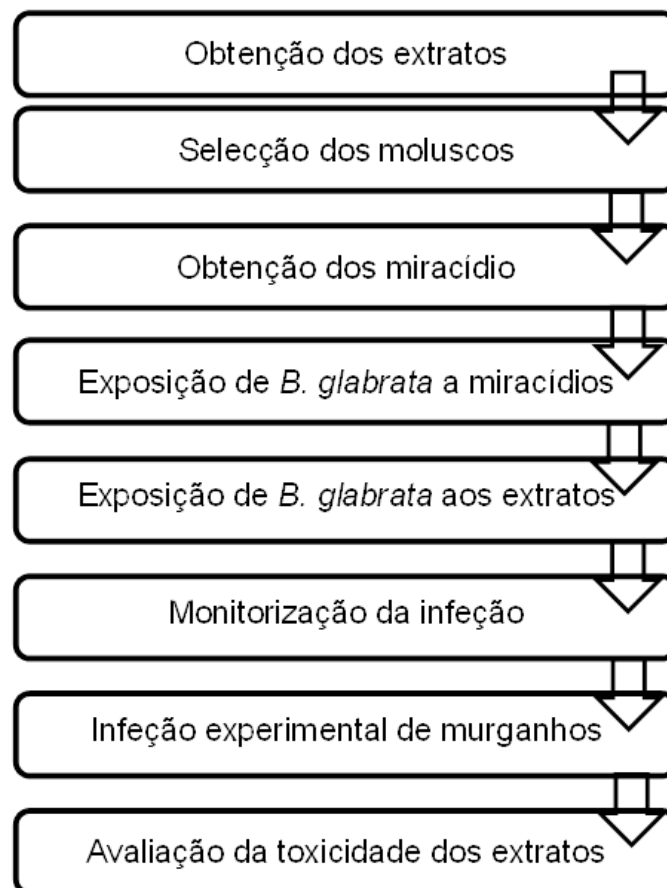 Obtenção dos extratos
Selecção dos moluscos
Obtenção dos miracídio
Exposição de B. glabrata a miracídios
Exposição de B. glabrata aos extratos
Monitorização da infeção
Infeção experimental de murganhos
Avaliação da toxicidade dos extratos